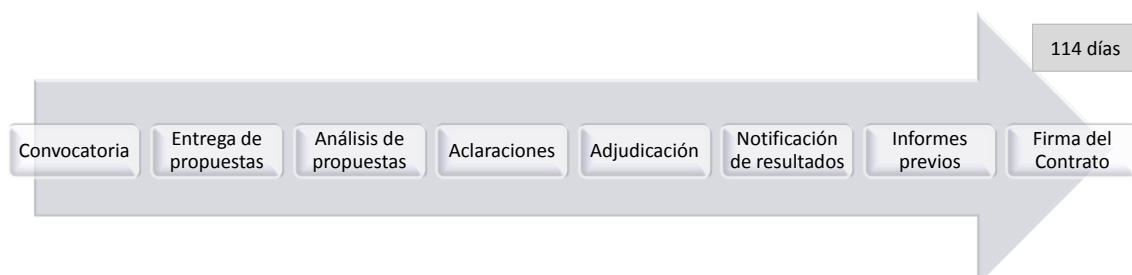 114 días
Convocatoria
Entrega de
propuestas
Análisis de
propuestas
Aclaraciones
Adjudicación
Notificación
de resultados
Informes
previos
Firma del
Contrato